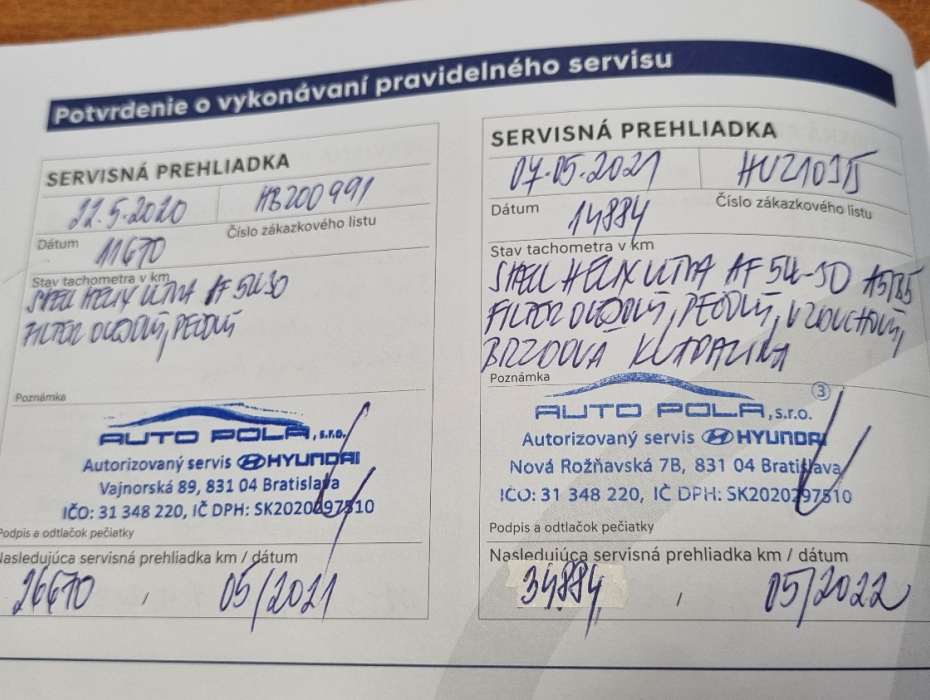 Potvrdenie o vykonávaní pravidelného servisu
SERVISNÁ PREHLIADKA
22.5.2020 HB200991
Dátum Číslo zákazkového listu
11670
Stav tachometra v km
SHELL HELIX ULTRA AF 5W-30
FILTER OLEJOVÝ, PEĽOVÝ
Poznámka
AUTO POLA, s.r.o.
Autorizovaný servis HYUNDAI
Vajnorská 89, 831 04 Bratislava
IČO: 31 348 220, IČ DPH: SK2020297510
Podpis a odtlačok pečiatky
Nasledujúca servisná prehliadka km / dátum
26670 / 05/2021
SERVISNÁ PREHLIADKA
07.05.2021
Dátum Číslo zákazkového listu
14884
Stav tachometra v km
SHELL HELIX ULTRA AF 5W-30 A5/B5
FILTER OLEJOVÝ, PEĽOVÝ, VZDUCHOVÝ,
BRZDOVÁ KVAPALINA
Poznámka
3
AUTO POLA, s.r.o.
Autorizovaný servis HYUNDAI
Nová Rožňavská 7B, 831 04 Bratislava
IČO: 31 348 220, IČ DPH: SK2020297510
Podpis a odtlačok pečiatky
Nasledujúca servisná prehliadka km / dátum
34884 / 05/2022